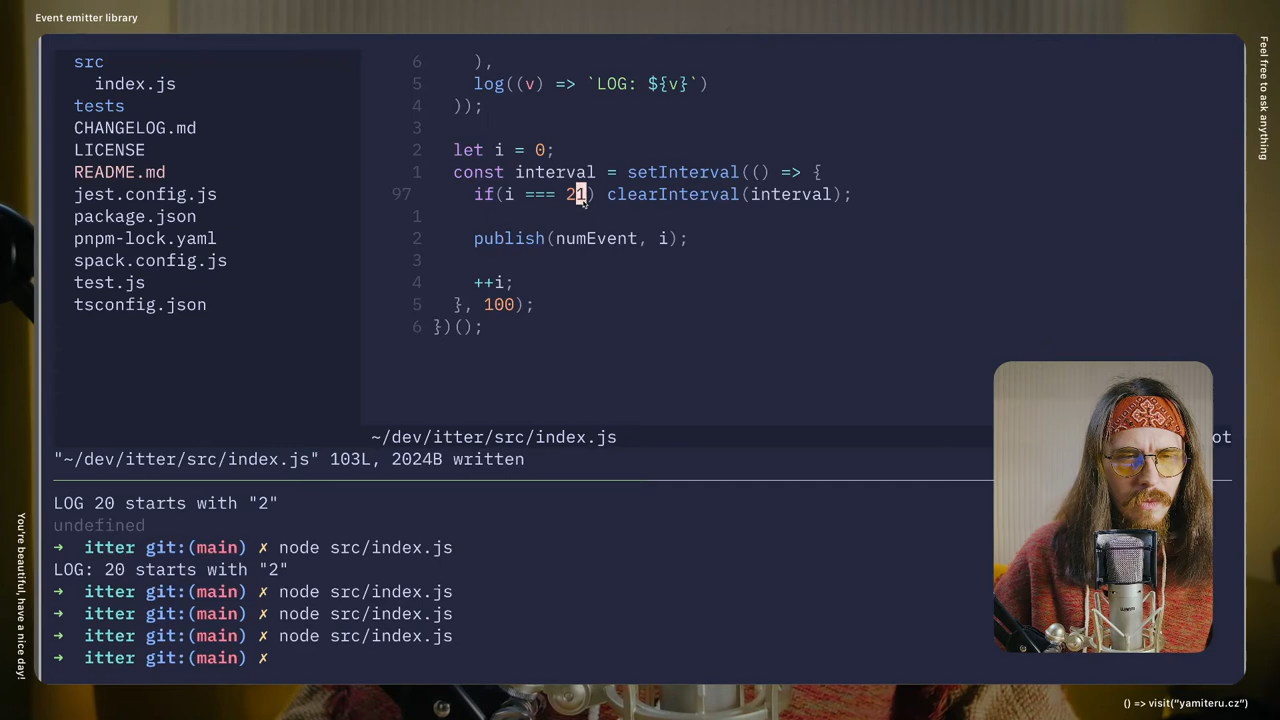 Event emitter library
Feel free to ask anything
You're beautiful, have a nice day!
src
index.js
tests
CHANGELOG.md
LICENSE
README.md
jest.config.js
package.json
pnpm-lock.yaml
spack.config.js
test.js
tsconfig.json
6 ),
5 log((v) => `LOG: ${v}`)
4 ));
3
2 let i = 0;
1 const interval = setInterval(() => {
97 if(i === 21) clearInterval(interval);
1
2 publish(numEvent, i);
3
4 ++i;
5 }, 100);
6 })();
~/dev/itter/src/index.js
"~/dev/itter/src/index.js" 103L, 2024B written
LOG 20 starts with "2"
undefined
➜ itter git:(main) ✗ node src/index.js
LOG: 20 starts with "2"
➜ itter git:(main) ✗ node src/index.js
➜ itter git:(main) ✗ node src/index.js
➜ itter git:(main) ✗ node src/index.js
➜ itter git:(main) ✗
() => visit("yamiteru.cz")